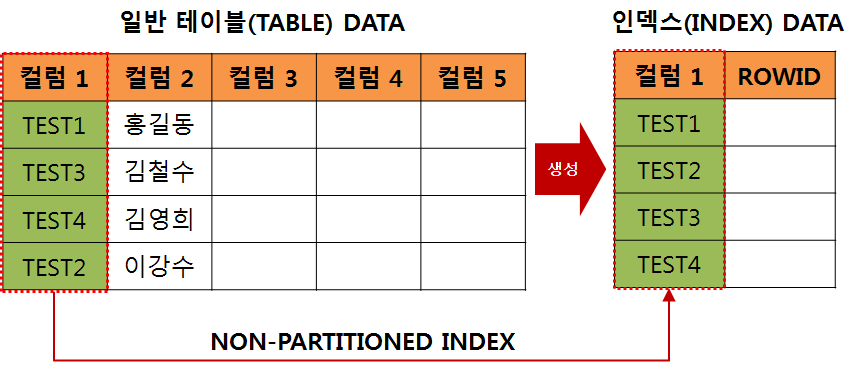 일반 테이블(TABLE) DATA
인덱스(INDEX) DATA
컬럼 1 컬럼 2 컬럼 3 컬럼 4 컬럼 5
TEST1 홍길동
TEST3 김철수
TEST4 김영희
TEST2 이강수
생성
컬럼 1 ROWID
TEST1
TEST2
TEST3
TEST4
NON-PARTITIONED INDEX